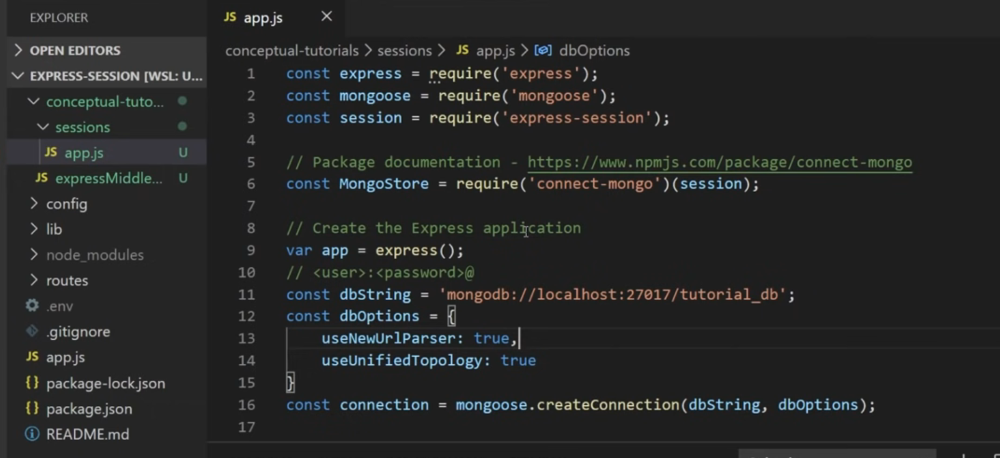 EXPLORER
OPEN EDITORS
EXPRESS-SESSION [WSL: U...
conceptual-tuto...
sessions
JS app.js U
JS expressMiddle... U
config
lib
node_modules
routes
.env
.gitignore
JS app.js
{} package-lock.json
{} package.json
README.md
JS app.js ×
conceptual-tutorials > sessions > JS app.js > dbOptions
1 const express = require('express');
2 const mongoose = require('mongoose');
3 const session = require('express-session');
4
5 // Package documentation - https://www.npmjs.com/package/connect-mongo
6 const MongoStore = require('connect-mongo')(session);
7
8 // Create the Express application
9 var app = express();
10 // <user>:<password>@
11 const dbString = 'mongodb://localhost:27017/tutorial_db';
12 const dbOptions = {
13 useNewUrlParser: true,
14 useUnifiedTopology: true
15 }
16 const connection = mongoose.createConnection(dbString, dbOptions);
17